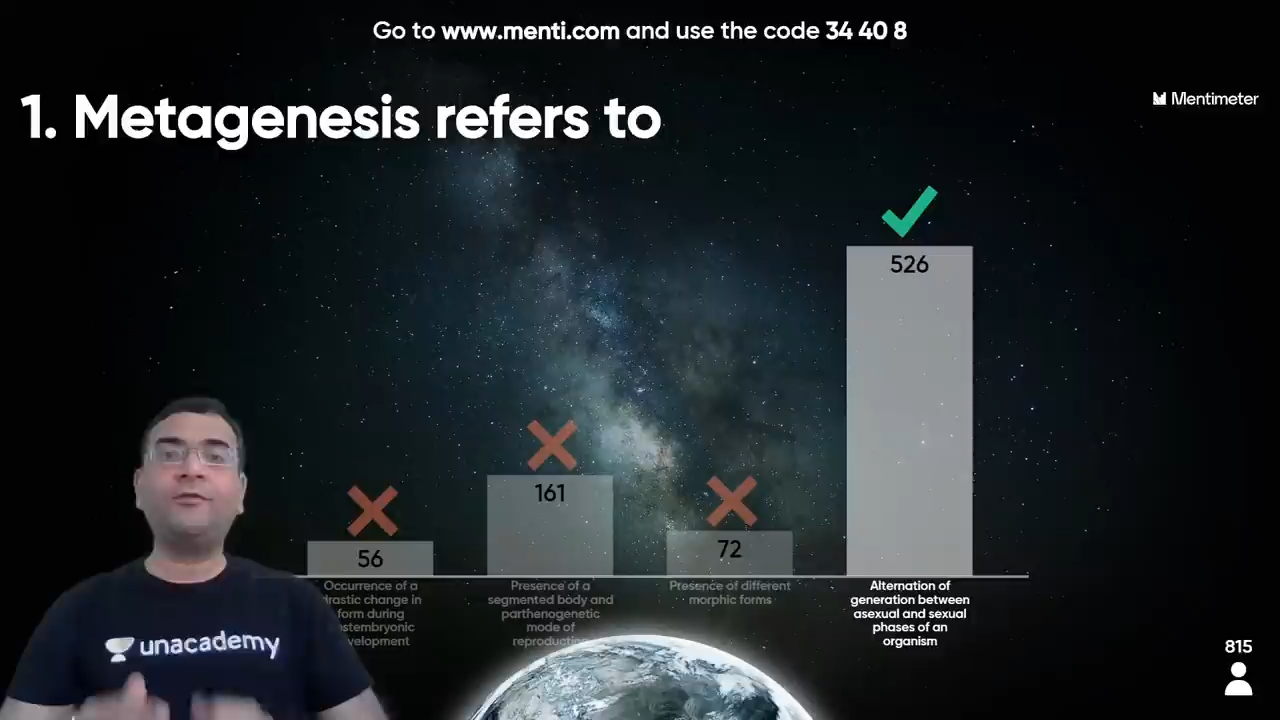 Go to www.menti.com and use the code 34 40 8
1. Metagenesis refers to
Mentimeter
526
161
72
56
Occurrence of a
drastic change in
form during
Presence of a
segmented body and
parthenogenetic
mode of
reproduction
Presence of different
morphic forms
Alternation of
generation between
asexual and sexual
phases of an
organism
unacademy
815